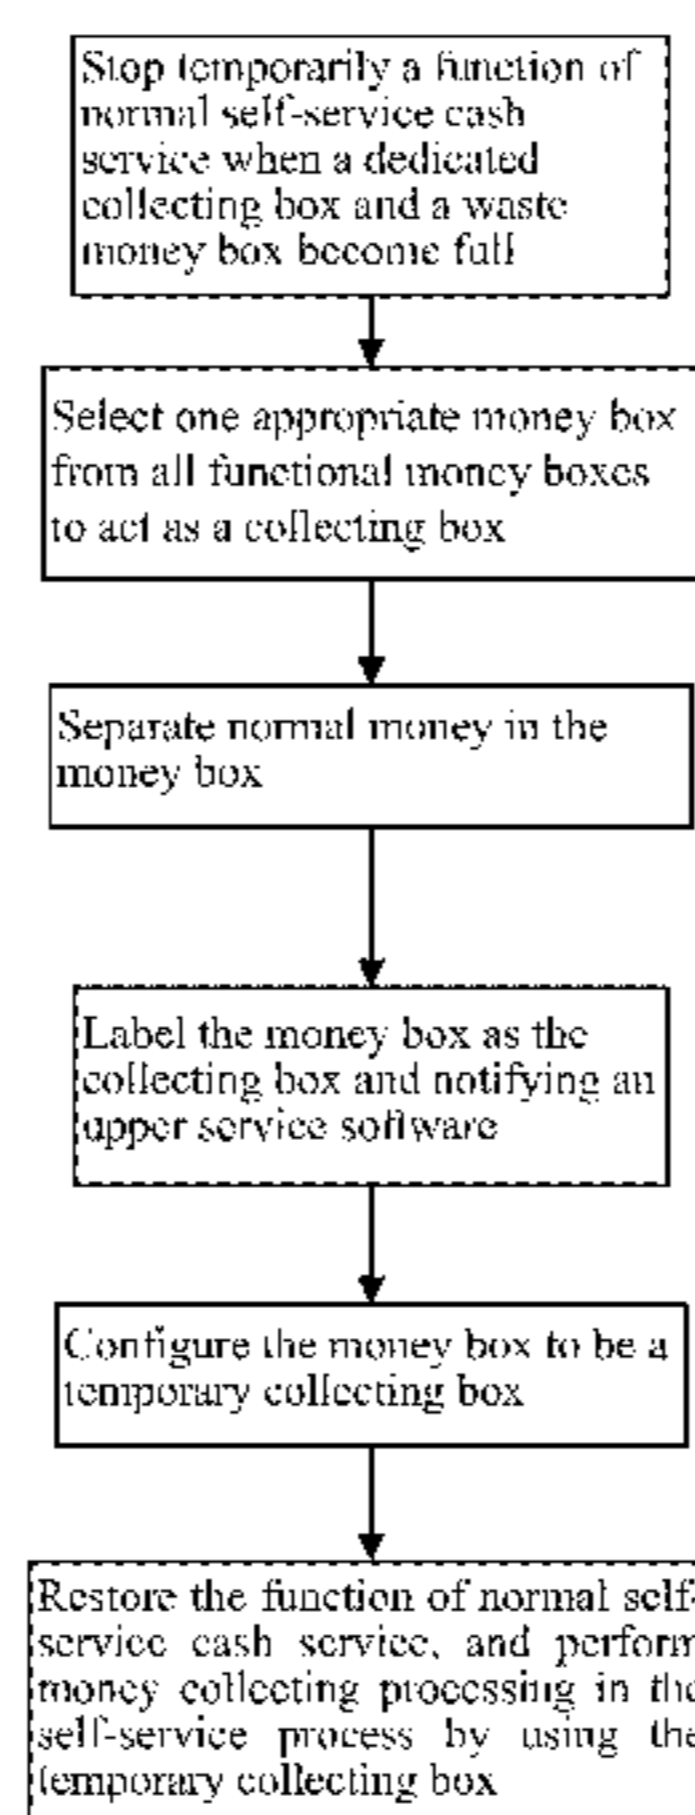 Stop temporarily a function of
normal self-service cash
service when a dedicated
collecting box and a waste
money box become full
Select one appropriate money box
from all functional money boxes
to act as a collecting box
Separate normal money in the
money box
Label the money box as the
collecting box and notifying an
upper service software
Configure the money box to be a
temporary collecting box
Restore the function of normal self-
service cash service, and perform
money collecting processing in the
self-service process by using the
temporary collecting box